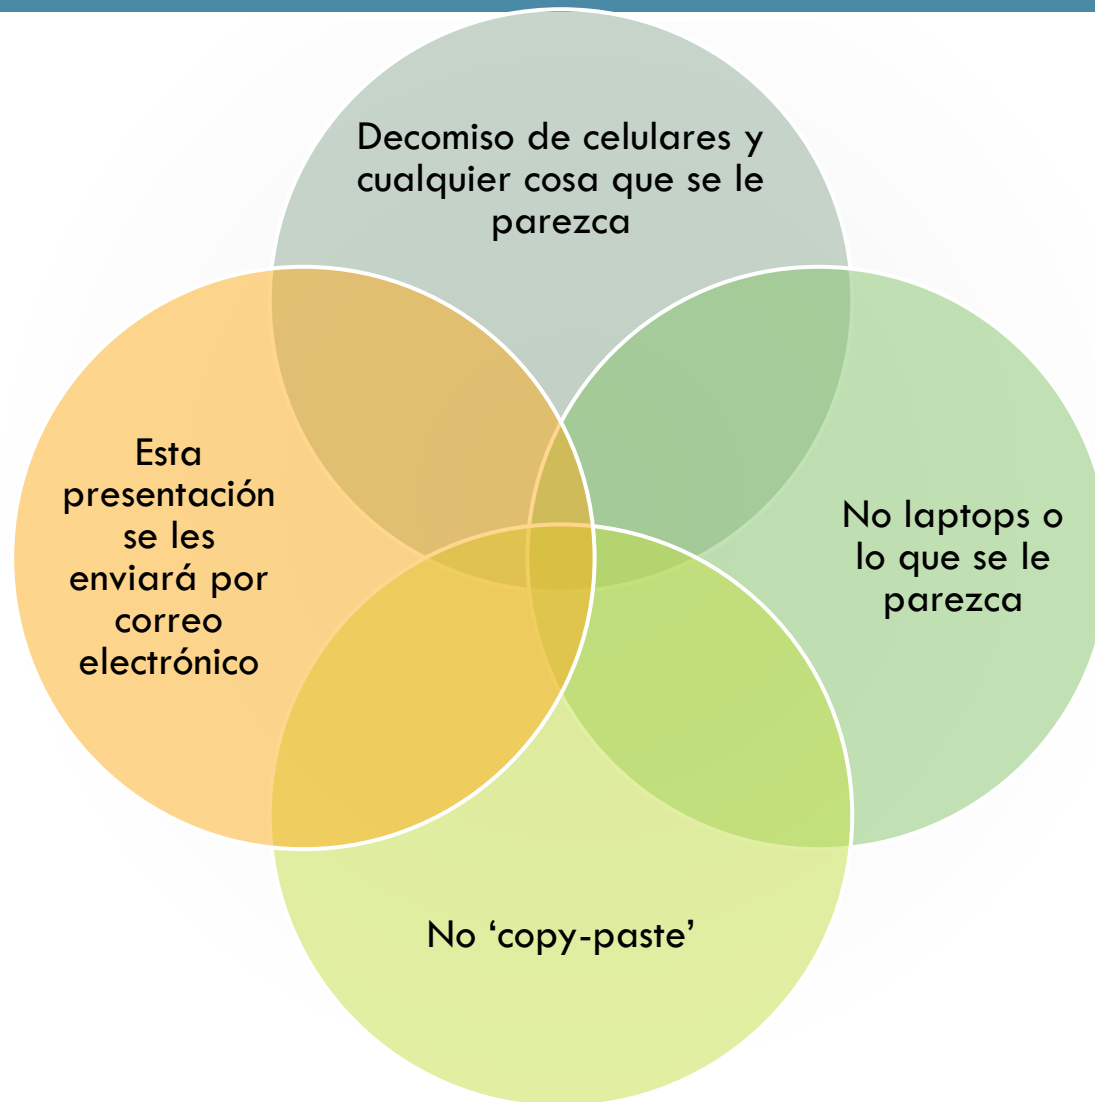 Decomiso de celulares y
cualquier cosa que se le
parezca
Esta
presentación
se les
enviará por
correo
electrónico
No laptops o
lo que se le
parezca
No ‘copy-paste’